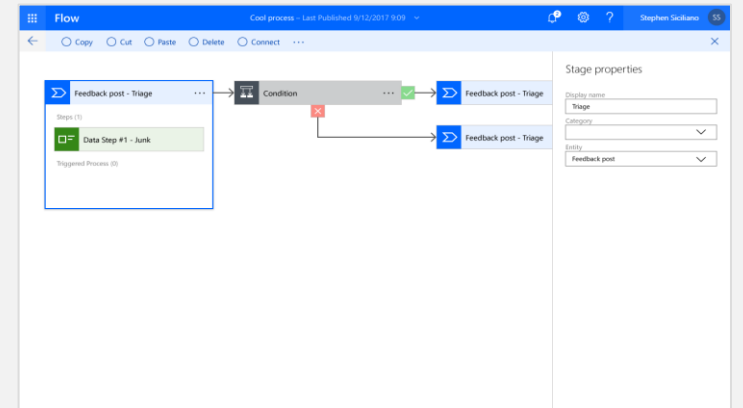 Flow
Cool process – Last Published 9/12/2017 9:09
2
?
Stephen Siciliano
SS
Copy
Cut
Paste
Delete
Connect
Stage properties
Feedback post - Triage
Condition
Feedback post - Triage
Display name
Triage
Steps (1)
Category
Data Step #1 - Junk
Feedback post - Triage
Entity
Feedback post
Triggered Process (0)